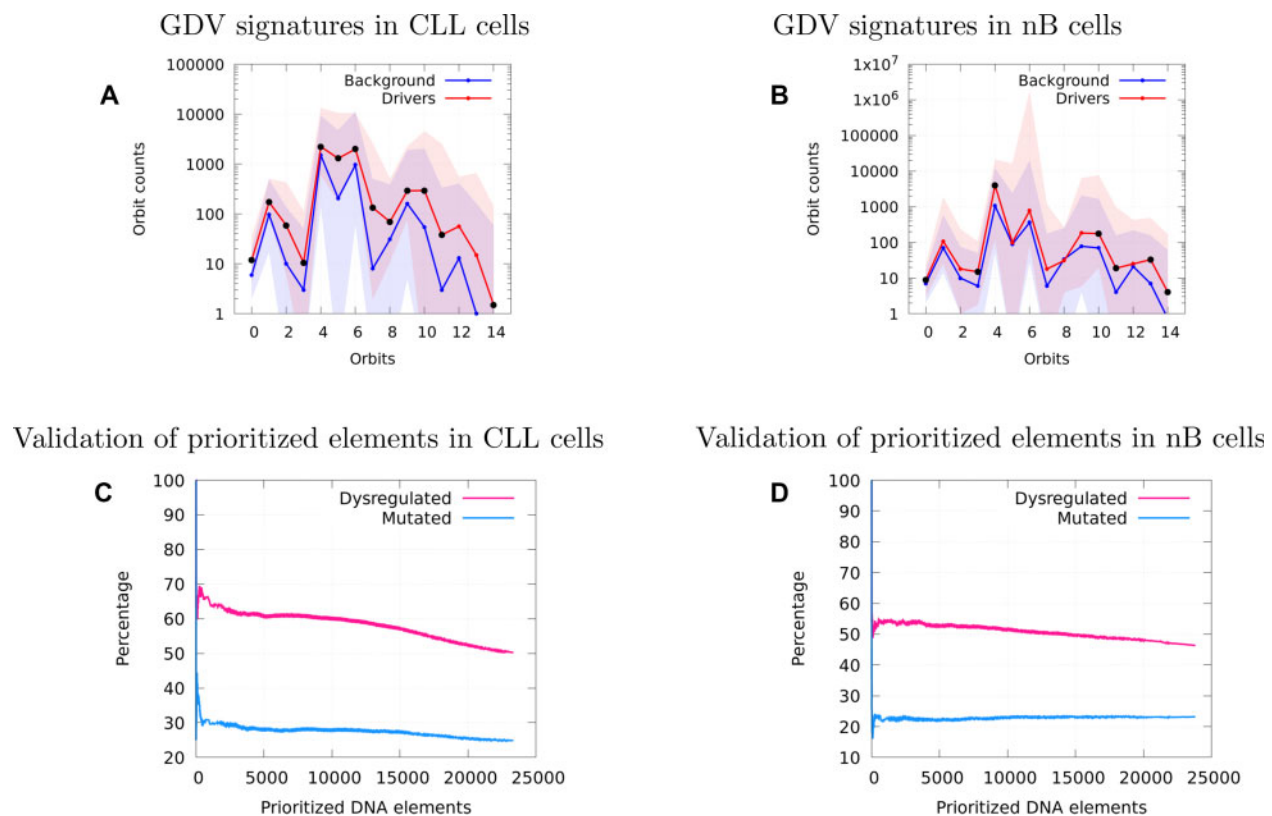 GDV signatures in CLL cells
A
Background
Drivers
Orbit counts
100000
10000
1000
100
10
1
0 2 4 6 8 10 12 14
Orbits
GDV signatures in nB cells
B
Background
Drivers
Orbit counts
1x10^7
1x10^6
100000
10000
1000
100
10
1
0 2 4 6 8 10 12 14
Orbits
Validation of prioritized elements in CLL cells
C
Dysregulated
Mutated
Percentage
100
90
80
70
60
50
40
30
20
0 5000 10000 15000 20000 25000
Prioritized DNA elements
Validation of prioritized elements in nB cells
D
Dysregulated
Mutated
Percentage
100
90
80
70
60
50
40
30
20
10
0 5000 10000 15000 20000 25000
Prioritized DNA elements